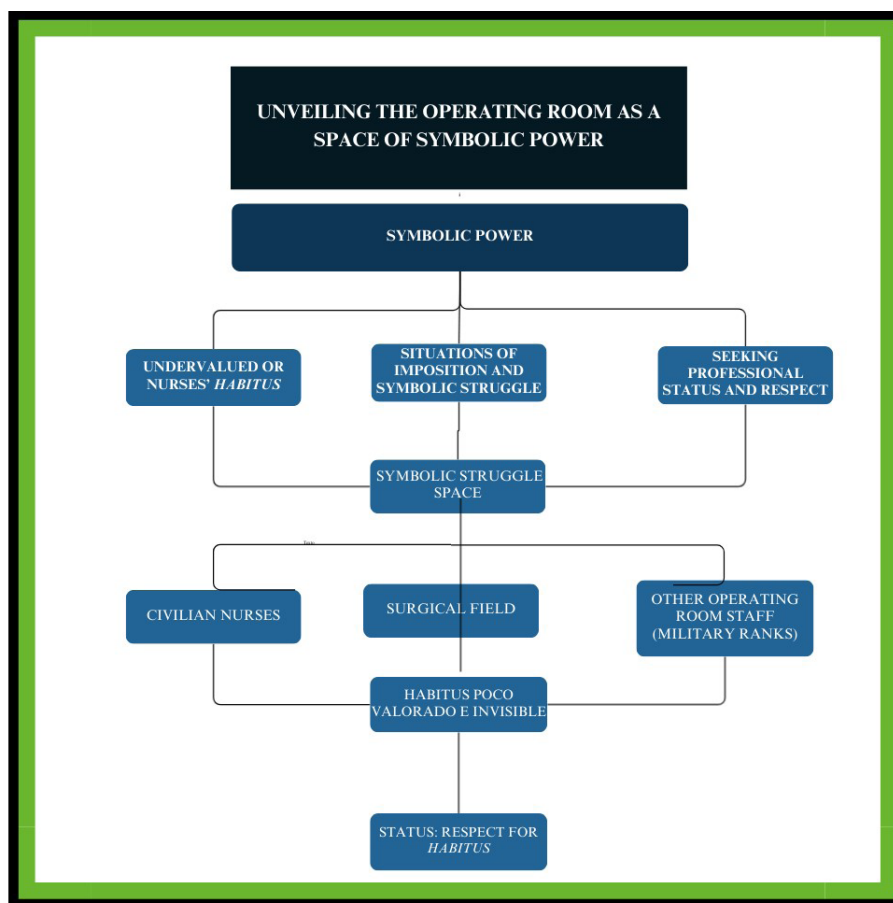 UNVEILING THE OPERATING ROOM AS A
SPACE OF SYMBOLIC POWER
SYMBOLIC POWER
UNDERVALUED OR
NURSES’ HABITUS
SITUATIONS OF
IMPOSITION AND
SYMBOLIC STRUGGLE
SEEKING
PROFESSIONAL
STATUS AND RESPECT
SYMBOLIC STRUGGLE
SPACE
CIVILIAN NURSES
SURGICAL FIELD
OTHER OPERATING
ROOM STAFF
(MILITARY RANKS)
HABITUS POCO
VALORADO E INVISIBLE
STATUS: RESPECT FOR
HABITUS